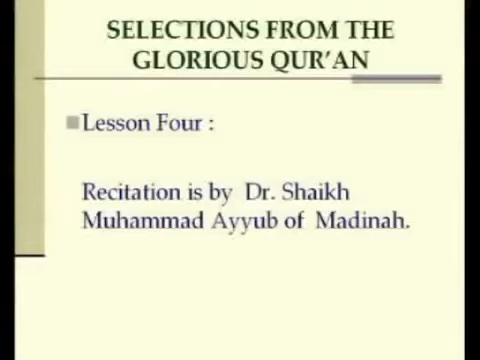 SELECTIONS FROM THE
GLORIOUS QUR’AN
Lesson Four :
Recitation is by Dr. Shaikh
Muhammad Ayyub of Madinah.